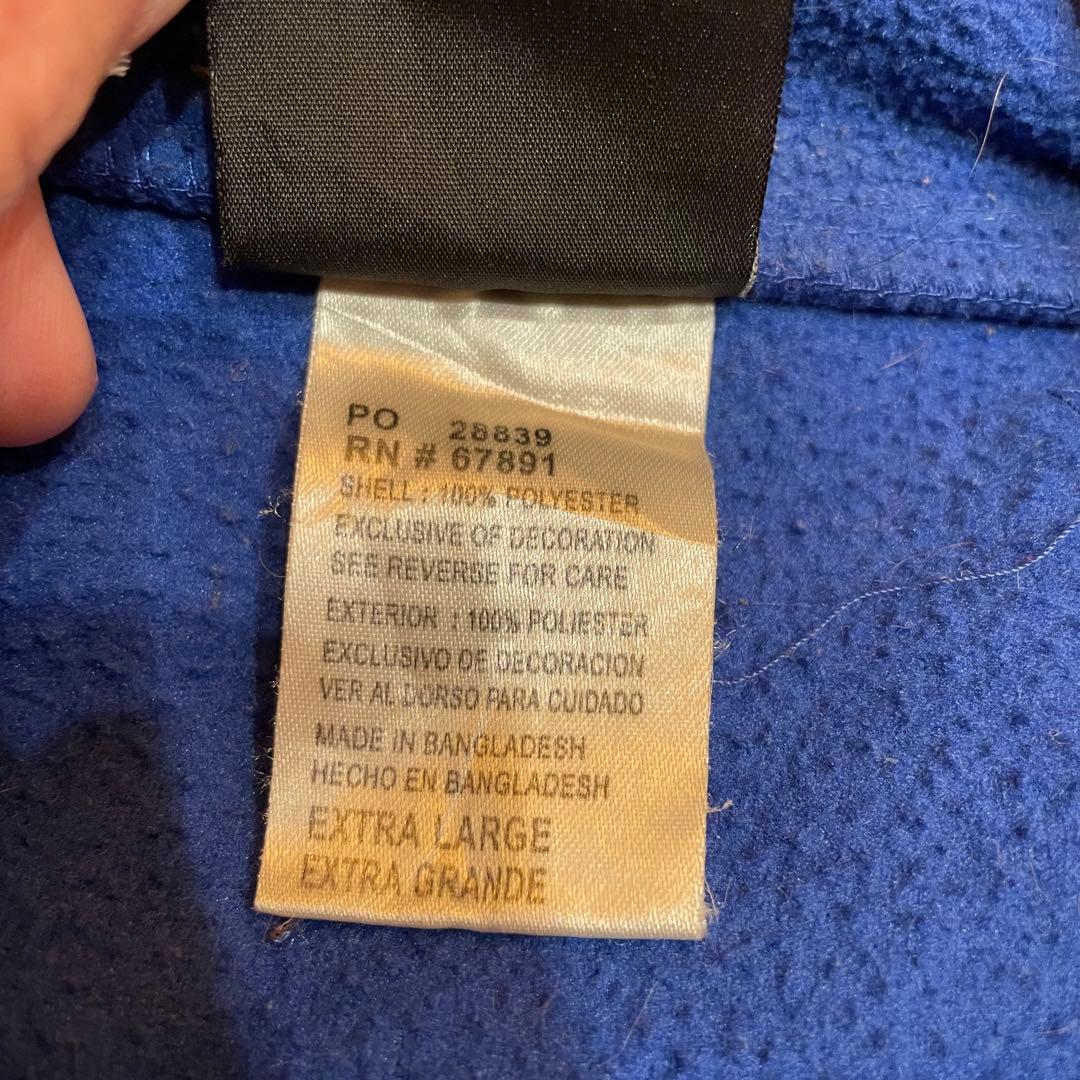 PO 28839
RN # 67891
SHELL : 100% POLYESTER
EXCLUSIVE OF DECORATION
SEE REVERSE FOR CARE
EXTERIOR : 100% POLIESTER
EXCLUSIVO DE DECORACION
VER AL DORSO PARA CUIDADO
MADE IN BANGLADESH
HECHO EN BANGLADESH
EXTRA LARGE
EXTRA GRANDE